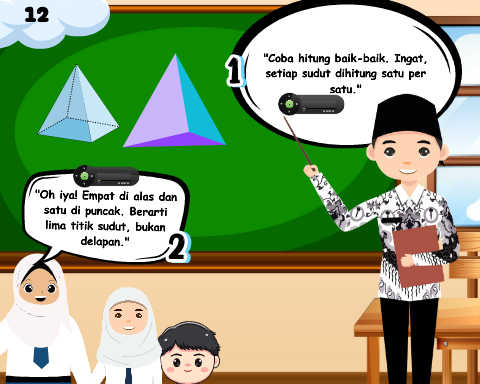 12
1
"Coba hitung baik-baik. Ingat,
setiap sudut dihitung satu per
satu."
"Oh iya! Empat di alas dan
satu di puncak. Berarti
lima titik sudut, bukan
delapan."
2